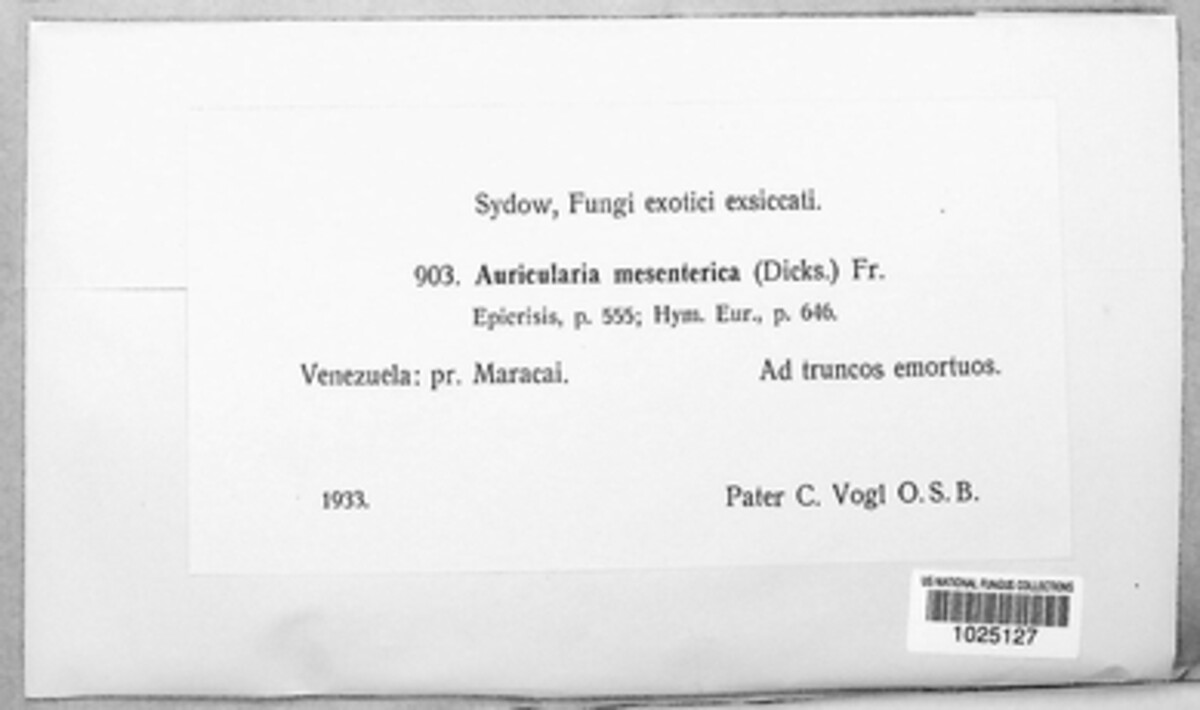 Sydow, Fungi exotici exsiccati.
903. Auricularia mesenterica (Dicks.) Fr.
Epicrisis, p. 555; Hym. Eur., p. 646.
Venezuela: pr. Maracai. Ad truncos emortuos.
1933. Pater C. Vogl O. S. B.
US NATIONAL FUNGUS COLLECTIONS
1025127